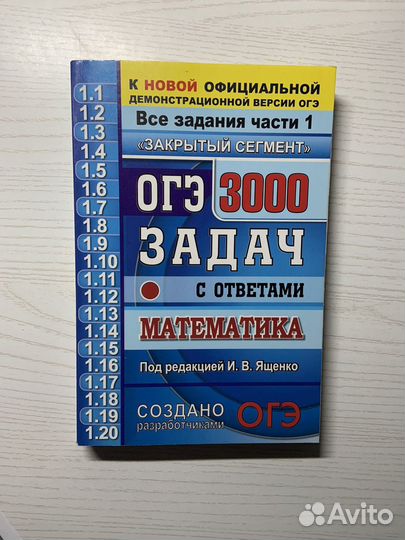 К НОВОЙ ОФИЦИАЛЬНОЙ
ДЕМОНСТРАЦИОННОЙ ВЕРСИИ ОГЭ
Все задания части 1
«ЗАКРЫТЫЙ СЕГМЕНТ»
ОГЭ 3000
ЗАДАЧ
С ОТВЕТАМИ
МАТЕМАТИКА
Под редакцией И. В. Ященко
СОЗДАНО
разработчиками
ОГЭ
1.1
1.2
1.3
1.4
1.5
1.6
1.7
1.8
1.9
1.10
1.11
1.12
1.13
1.14
1.15
1.16
1.17
1.18
1.19
1.20
Avito